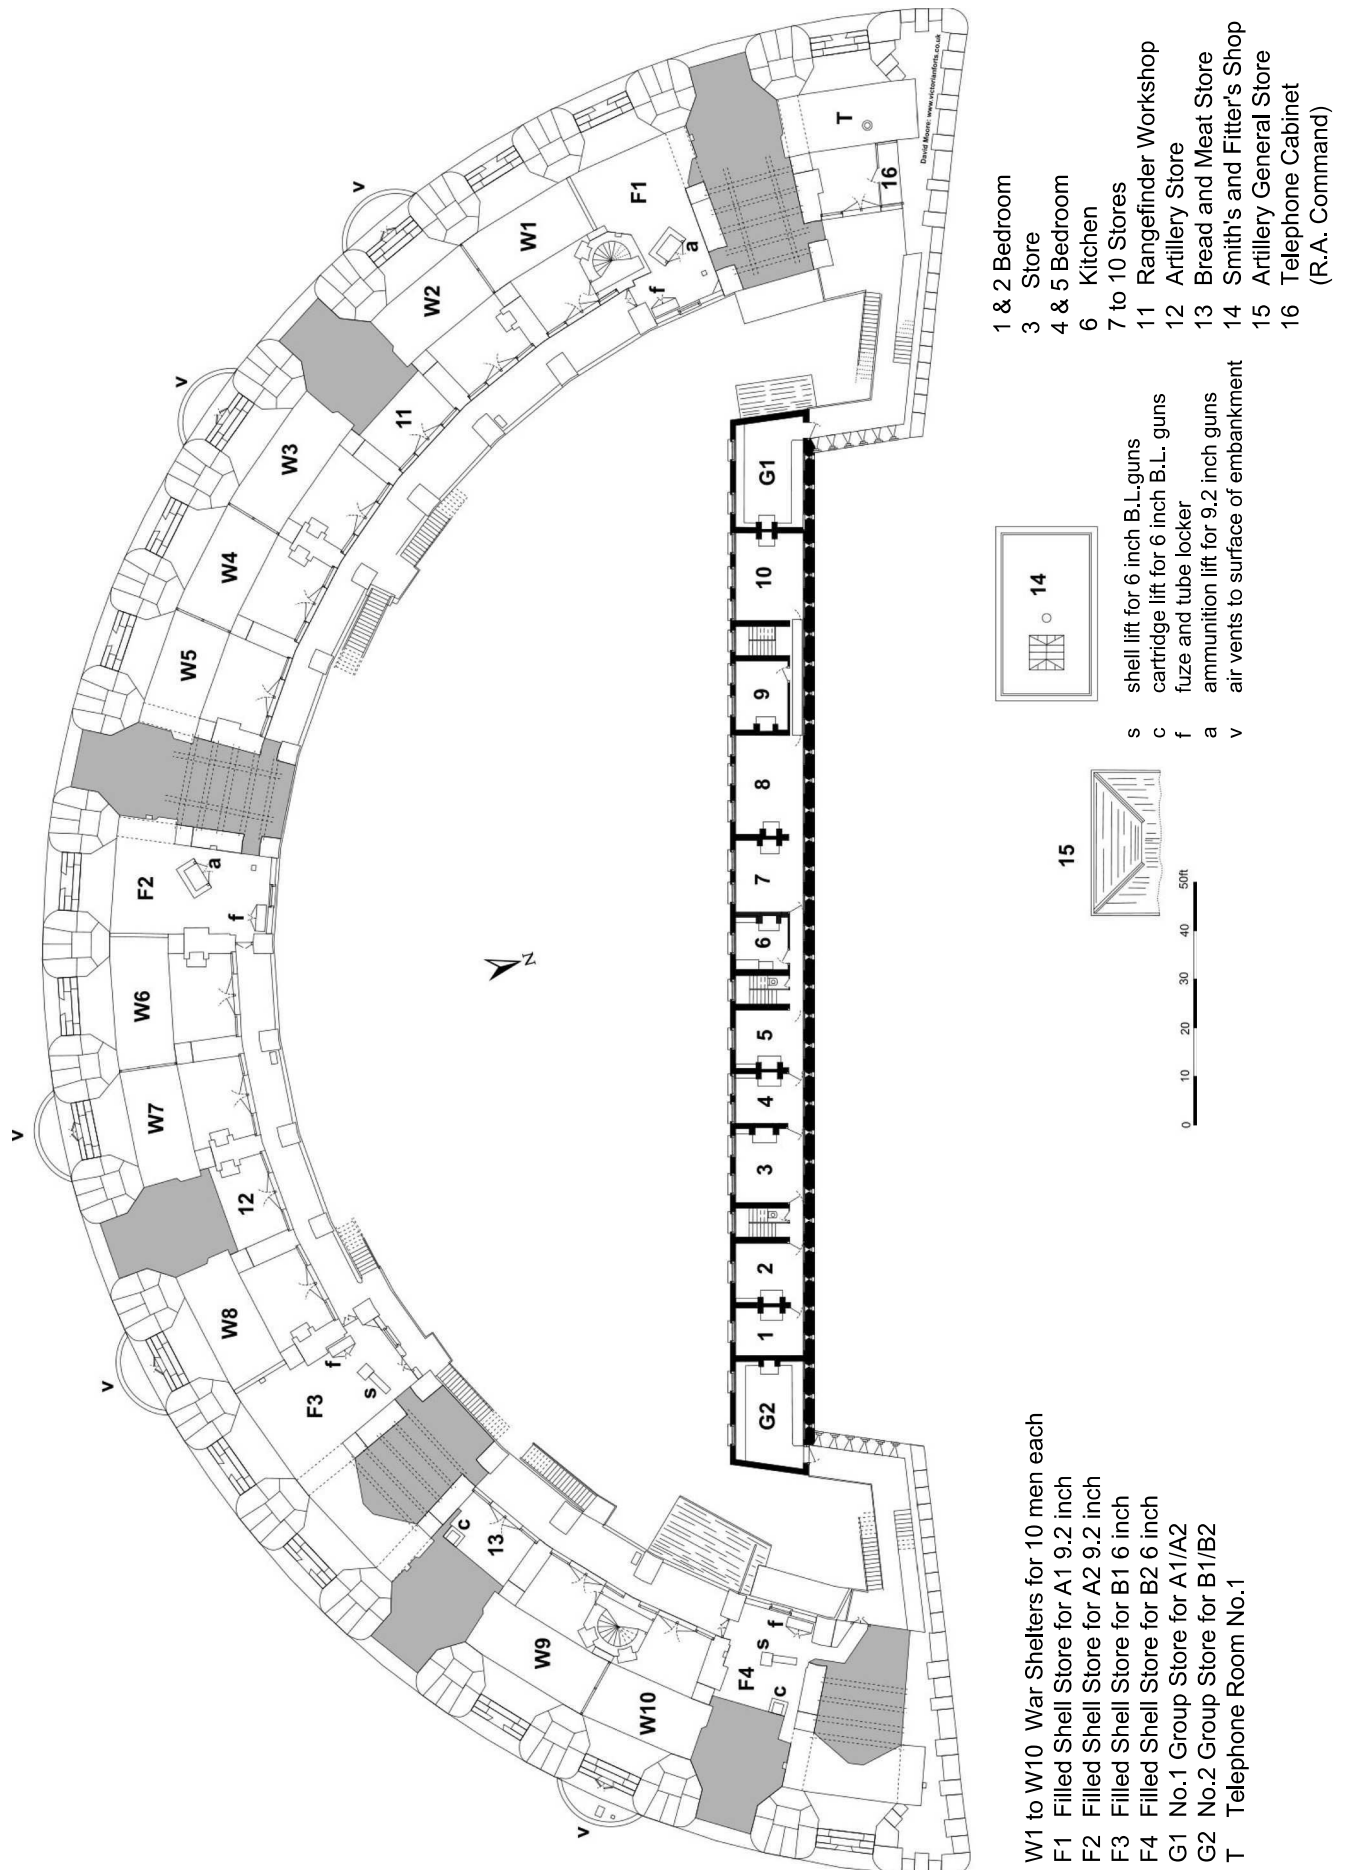 W1 to W10 War Shelters for 10 men each
F1 Filled Shell Store for A1 9.2 inch
F2 Filled Shell Store for A2 9.2 inch
F3 Filled Shell Store for B1 6 inch
F4 Filled Shell Store for B2 6 inch
G1 No.1 Group Store for A1/A2
G2 No.2 Group Store for B1/B2
T Telephone Room No.1
s shell lift for 6 inch B.L.guns
c cartridge lift for 6 inch B.L. guns
f fuze and tube locker
a ammunition lift for 9.2 inch guns
v air vents to surface of embankment
1 & 2 Bedroom
3 Store
4 & 5 Bedroom
6 Kitchen
7 to 10 Stores
11 Rangefinder Workshop
12 Artillery Store
13 Bread and Meat Store
14 Smith's and Fitter's Shop
15 Artillery General Store
16 Telephone Cabinet
(R.A. Command)
v
v
v
v
v
W10
W9
13
c
F4
s
c
f
F3
s
f
W8
12
W7
W6
F2
a
f
W5
W4
W3
11
W2
W1
F1
a
f
T
16
N
G2
1
2
3
4
5
6
7
8
9
10
G1
15
14
0
10
20
30
40
50ft
David Moore: www.victorianforts.co.uk